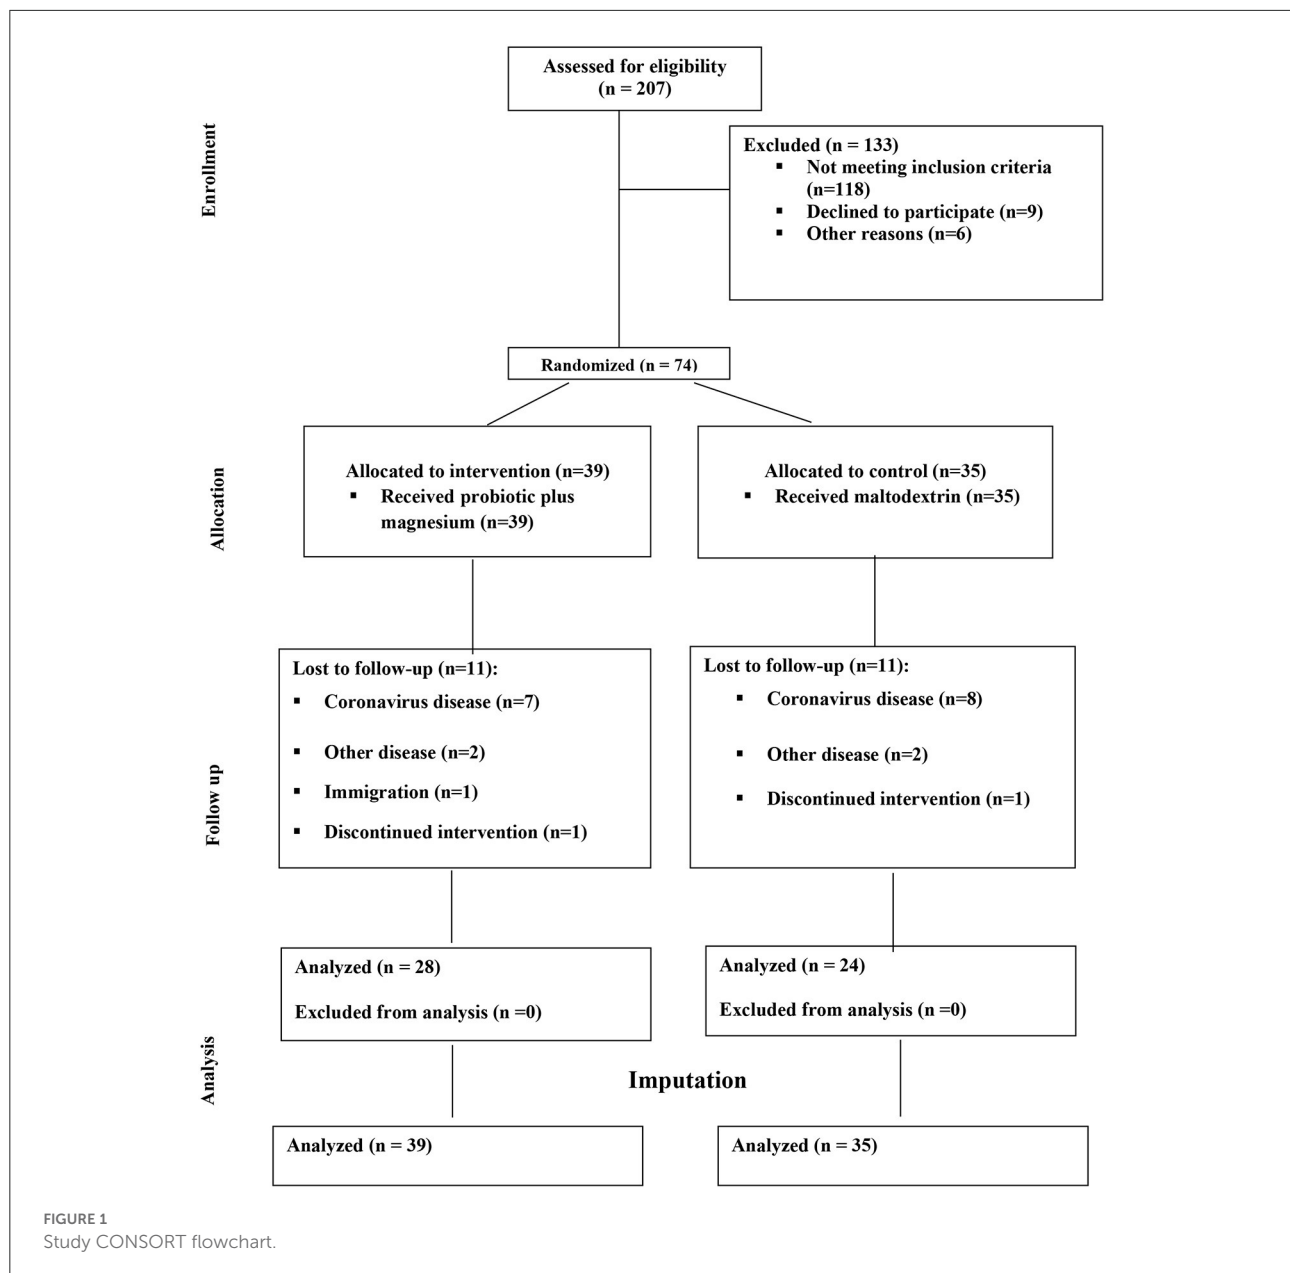 Assessed for eligibility
(n = 207)
Enrollment
Excluded (n = 133)
▪ Not meeting inclusion criteria
(n=118)
▪ Declined to participate (n=9)
▪ Other reasons (n=6)
Randomized (n = 74)
Allocation
Allocated to intervention (n=39)
▪ Received probiotic plus
magnesium (n=39)
Allocated to control (n=35)
▪ Received maltodextrin (n=35)
Follow up
Lost to follow-up (n=11):
▪ Coronavirus disease (n=7)
▪ Other disease (n=2)
▪ Immigration (n=1)
▪ Discontinued intervention (n=1)
Lost to follow-up (n=11):
▪ Coronavirus disease (n=8)
▪ Other disease (n=2)
▪ Discontinued intervention (n=1)
Analysis
Analyzed (n = 28)
Excluded from analysis (n =0)
Analyzed (n = 24)
Excluded from analysis (n =0)
Imputation
Analyzed (n = 39)
Analyzed (n = 35)
FIGURE 1
Study CONSORT flowchart.